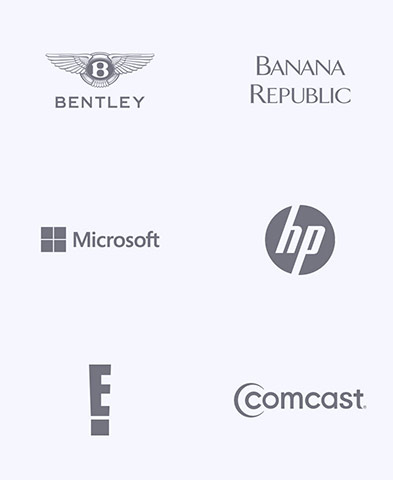 B
BENTLEY
BANANA
REPUBLIC
Microsoft
hp
E!
comcast®